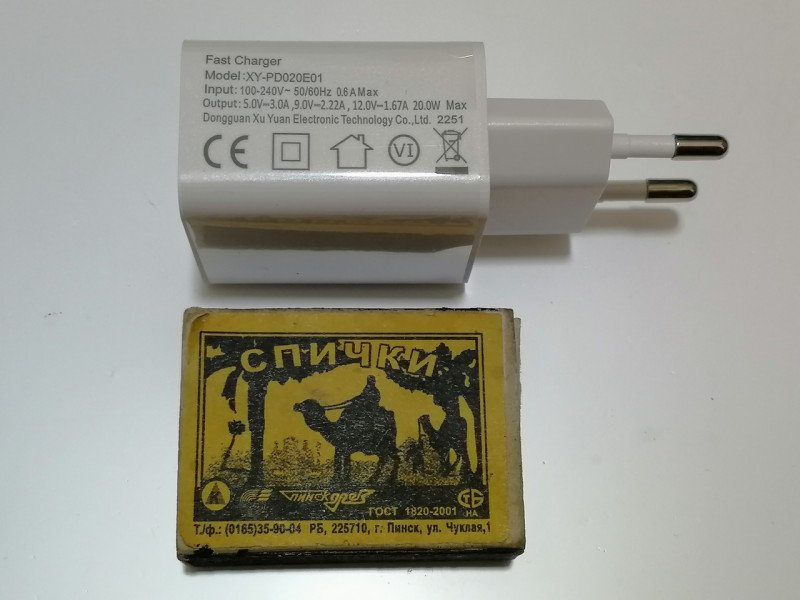 Fast Charger
Model:XY-PD020E01
Input: 100-240V~ 50/60Hz 0.6AMax
Output: 5.0V⎓3.0A,9.0V⎓2.22A, 12.0V⎓1.67A 20.0W Max
Dongguan Xu Yuan Electronic Technology Co.,Ltd. 2251
CE VI
СПИЧКИ
ПИНСКДРЕВ
ГОСТ 1820-2001 НА
Т/ф.: (0165)35-90-04 РБ, 225710, г. Пинск, ул. Чуклая,1